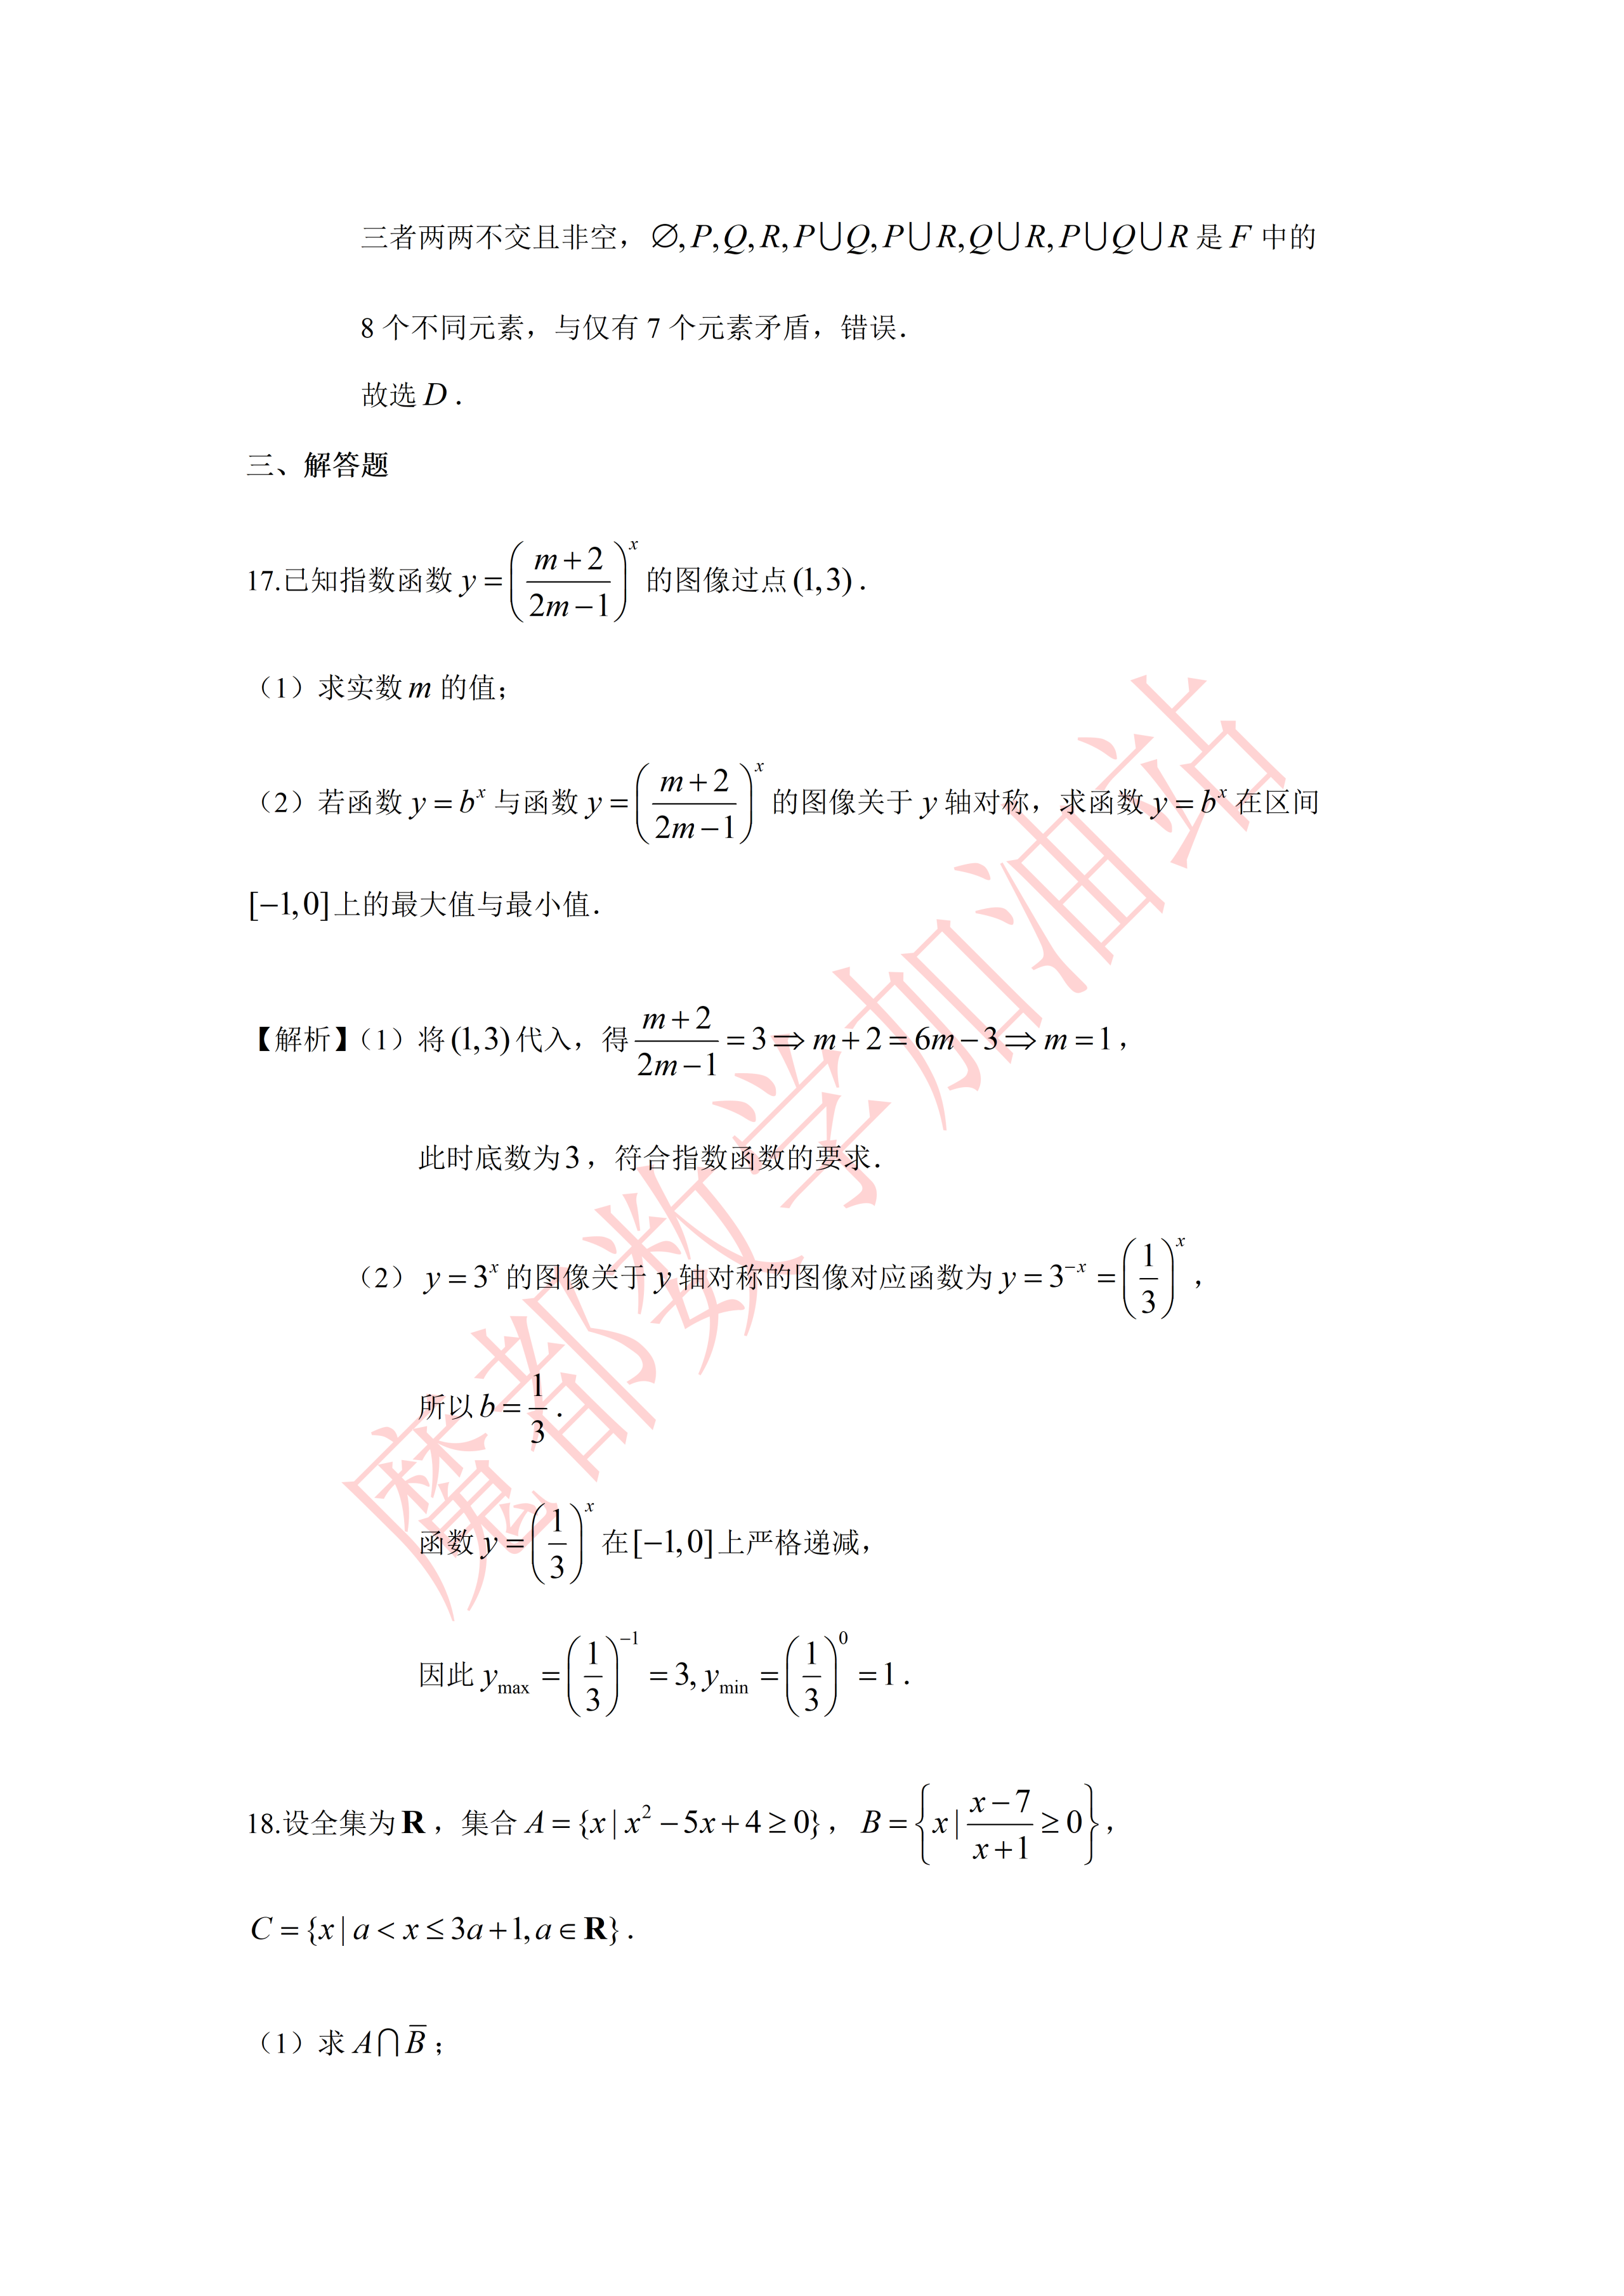 三者两两不交且非空，∅,P,Q,R,P⋃Q,P⋃R,Q⋃R,P⋃Q⋃R是F中的
8个不同元素，与仅有7个元素矛盾，错误.
故选D.
三、解答题
17.已知指数函数 y=((m+2)/(2m−1))^x 的图像过点(1,3).
（1）求实数m的值；
（2）若函数 y=b^x 与函数 y=((m+2)/(2m−1))^x 的图像关于y轴对称，求函数 y=b^x 在区间
[−1,0]上的最大值与最小值.
【解析】（1）将(1,3)代入，得 (m+2)/(2m−1)=3⇒m+2=6m−3⇒m=1，
此时底数为3，符合指数函数的要求.
（2）y=3^x 的图像关于y轴对称的图像对应函数为 y=3^(−x)=(1/3)^x，
所以 b=1/3.
函数 y=(1/3)^x 在[−1,0]上严格递减，
因此 y_max=(1/3)^(−1)=3, y_min=(1/3)^0=1.
18.设全集为R，集合 A={x|x²−5x+4≥0}，B={x|(x−7)/(x+1)≥0}，
C={x|a<x≤3a+1,a∈R}.
（1）求 A⋂B̅；
魔都数学加油站